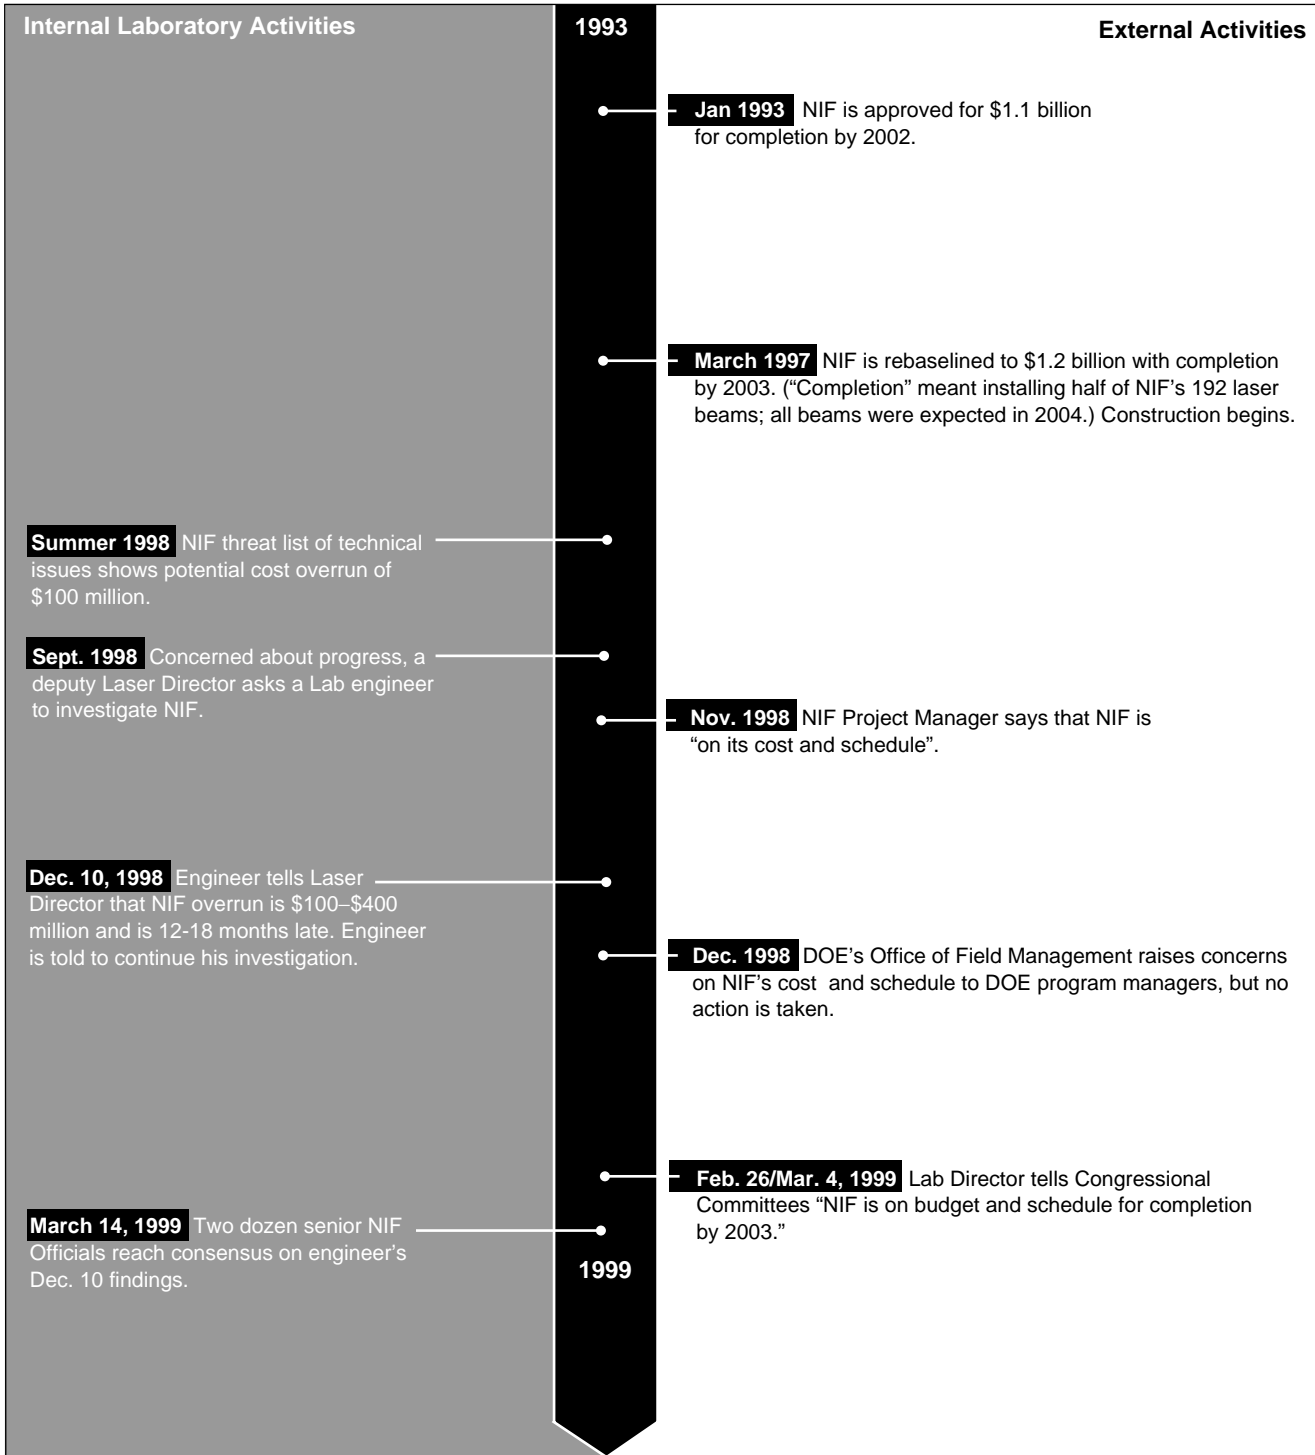 Internal Laboratory Activities
1993
External Activities
Jan 1993 NIF is approved for $1.1 billion
for completion by 2002.
March 1997 NIF is rebaselined to $1.2 billion with completion
by 2003. (“Completion” meant installing half of NIF’s 192 laser
beams; all beams were expected in 2004.) Construction begins.
Summer 1998 NIF threat list of technical
issues shows potential cost overrun of
$100 million.
Sept. 1998 Concerned about progress, a
deputy Laser Director asks a Lab engineer
to investigate NIF.
Nov. 1998 NIF Project Manager says that NIF is
“on its cost and schedule”.
Dec. 10, 1998 Engineer tells Laser
Director that NIF overrun is $100–$400
million and is 12-18 months late. Engineer
is told to continue his investigation.
Dec. 1998 DOE’s Office of Field Management raises concerns
on NIF’s cost and schedule to DOE program managers, but no
action is taken.
Feb. 26/Mar. 4, 1999 Lab Director tells Congressional
Committees “NIF is on budget and schedule for completion
by 2003.”
March 14, 1999 Two dozen senior NIF
Officials reach consensus on engineer’s
Dec. 10 findings.
1999